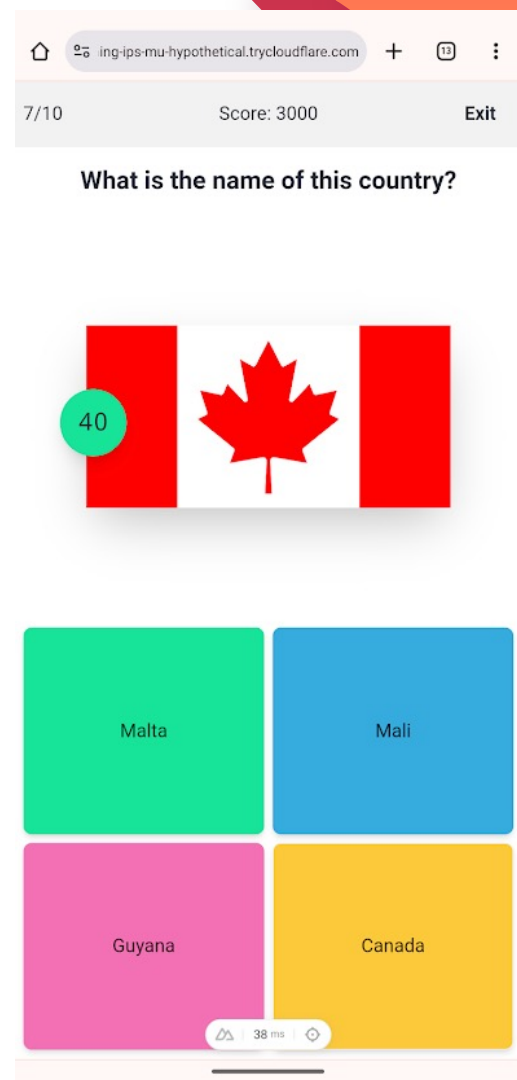 ing-ips-mu-hypothetical.trycloudflare.com 13
7/10 Score: 3000 Exit
What is the name of this country?
40
Malta Mali
Guyana Canada
38 ms